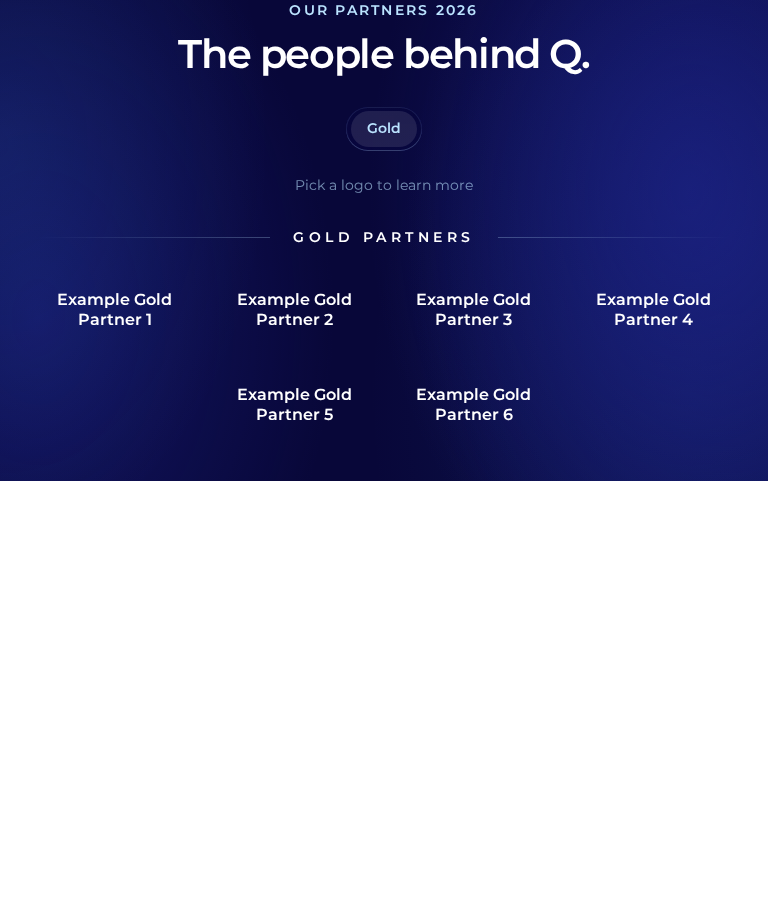 OUR PARTNERS 2026
The people behind Q.
Gold
Pick a logo to learn more
GOLD PARTNERS
Example Gold Partner 1
Example Gold Partner 2
Example Gold Partner 3
Example Gold Partner 4
Example Gold Partner 5
Example Gold Partner 6